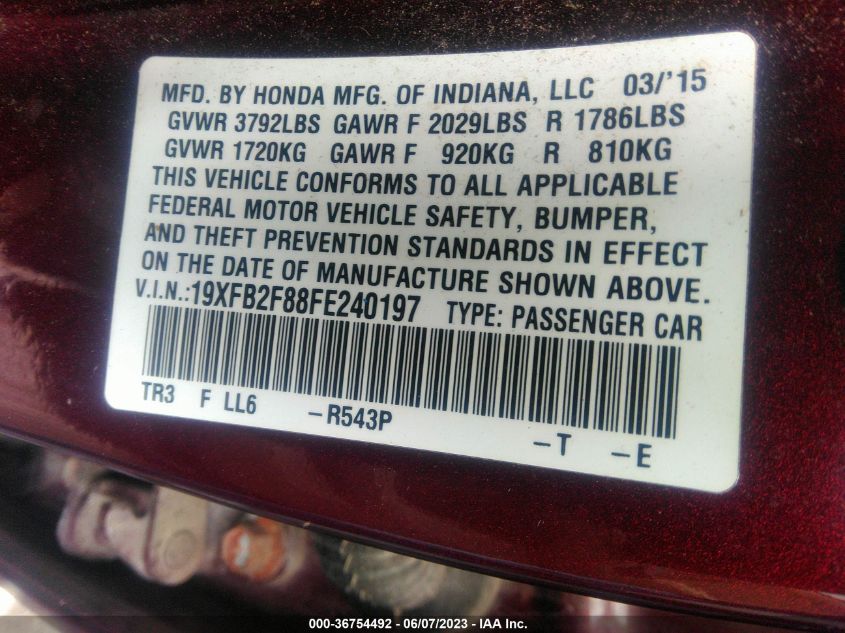 MFD. BY HONDA MFG. OF INDIANA, LLC 03/'15
GVWR 3792LBS GAWR F 2029LBS R 1786LBS
GVWR 1720KG GAWR F 920KG R 810KG
THIS VEHICLE CONFORMS TO ALL APPLICABLE
FEDERAL MOTOR VEHICLE SAFETY, BUMPER,
AND THEFT PREVENTION STANDARDS IN EFFECT
ON THE DATE OF MANUFACTURE SHOWN ABOVE.
V.I.N.:19XFB2F88FE240197 TYPE: PASSENGER CAR
TR3 F LL6 –R543P –T –E
000-36754492 - 06/07/2023 - IAA Inc.